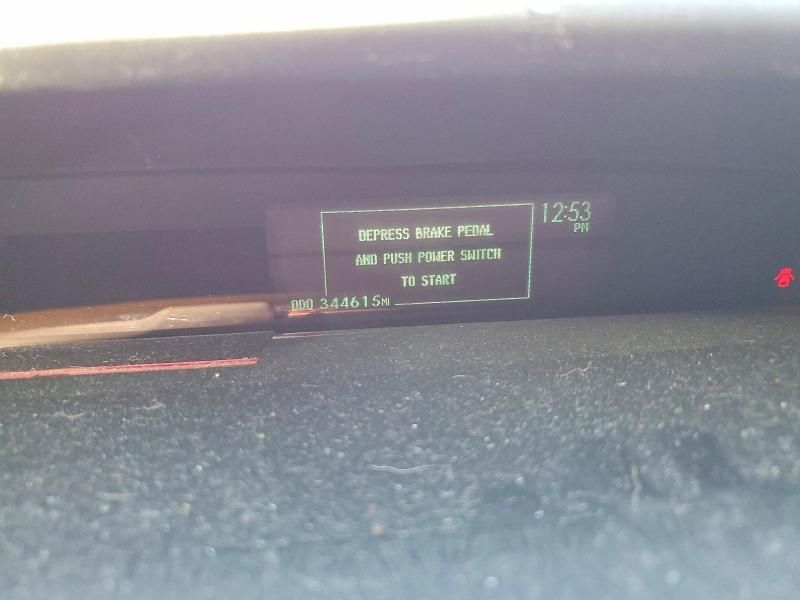 12:53
PM
DEPRESS BRAKE PEDAL
AND PUSH POWER SWITCH
TO START
ODO 344615MI